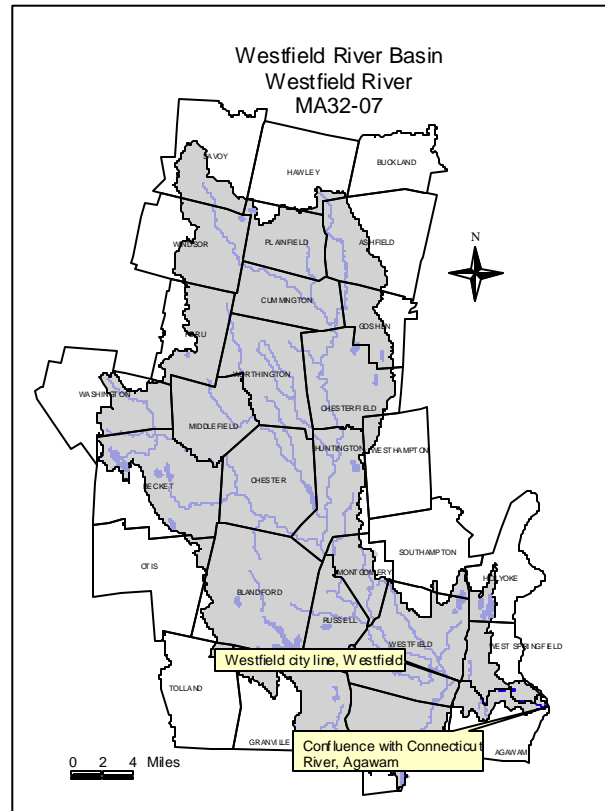 Westfield River Basin
Westfield River
MA32-07
SAVOY
HAWLEY
BUCKLAND
N
WINDSOR
PLAINFIELD
ASHFIELD
CUMMINGTON
GOSHEN
PERU
WORTHINGTON
WASHINGTON
CHESTERFIELD
MIDDLEFIELD
HUNTINGTON
WESTHAMPTON
BECKET
CHESTER
SOUTHAMPTON
OTIS
MONTGOMERY
HOLYOKE
BLANDFORD
RUSSELL
WESTFIELD
WEST SPRINGFIELD
Westfield city line, Westfield
TOLLAND
GRANVILLE
Confluence with Connecticut
River, Agawam
AGAWAM
0 2 4 Miles